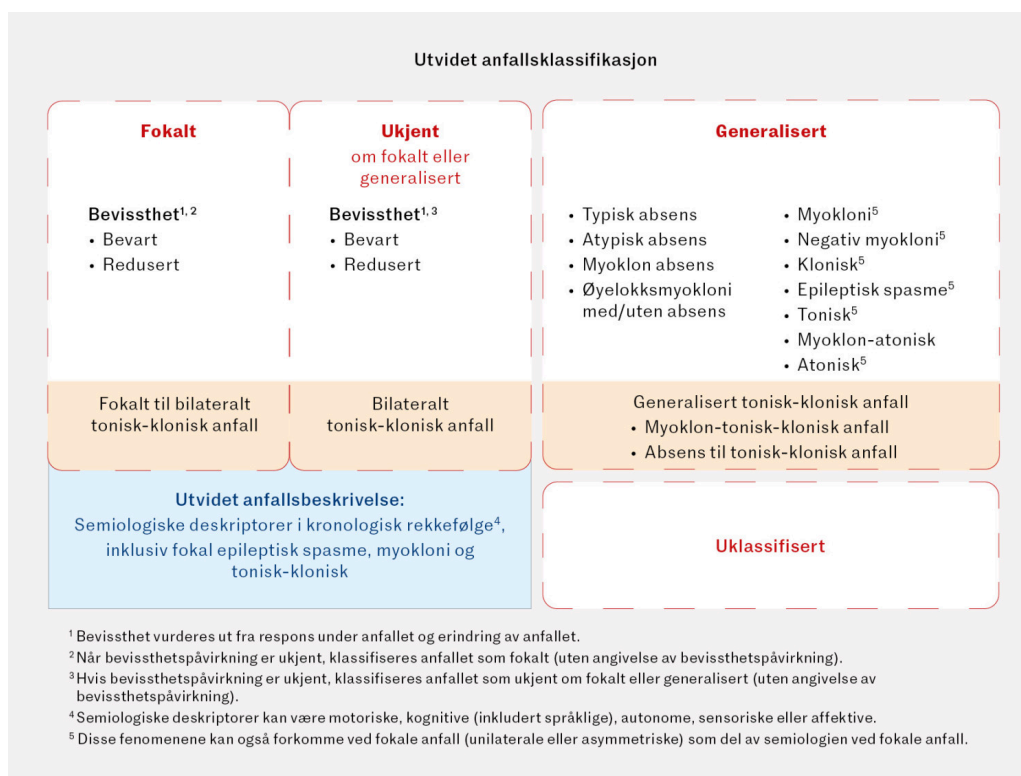 Utvidet anfallsklassifikasjon
Fokalt
Bevissthet1, 2
• Bevart
• Redusert
Fokalt til bilateralt
tonisk-klonisk anfall
Ukjent
om fokalt eller
generalisert
Bevissthet1, 3
• Bevart
• Redusert
Bilateralt
tonisk-klonisk anfall
Generalisert
• Typisk absens
• Atypisk absens
• Myoklon absens
• Øyelokksmyokloni
med/uten absens
• Myokloni5
• Negativ myokloni5
• Klonisk5
• Epileptisk spasme5
• Tonisk5
• Myoklon-atonisk
• Atonisk5
Generalisert tonisk-klonisk anfall
• Myoklon-tonisk-klonisk anfall
• Absens til tonisk-klonisk anfall
Utvidet anfallsbeskrivelse:
Semiologiske deskriptorer i kronologisk rekkefølge4,
inklusiv fokal epileptisk spasme, myokloni og
tonisk-klonisk
Uklassifisert
1 Bevissthet vurderes ut fra respons under anfallet og erindring av anfallet.
2 Når bevissthetspåvirkning er ukjent, klassifiseres anfallet som fokalt (uten angivelse av bevissthetspåvirkning).
3 Hvis bevissthetspåvirkning er ukjent, klassifiseres anfallet som ukjent om fokalt eller generalisert (uten angivelse av
bevissthetspåvirkning).
4 Semiologiske deskriptorer kan være motoriske, kognitive (inkludert språklige), autonome, sensoriske eller affektive.
5 Disse fenomenene kan også forkomme ved fokale anfall (unilaterale eller asymmetriske) som del av semiologien ved fokale anfall.